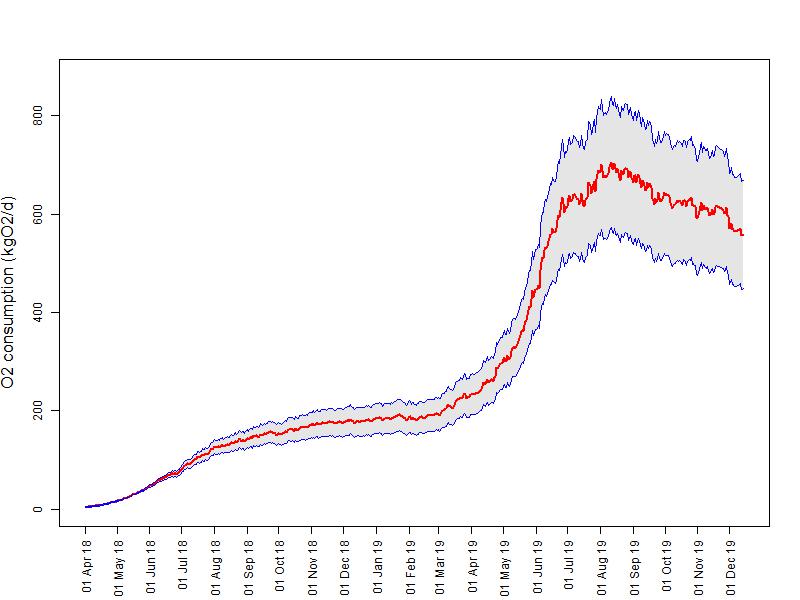 O2 consumption (kgO2/d)
800
600
400
200
0
01 Apr 18
01 May 18
01 Jun 18
01 Jul 18
01 Aug 18
01 Sep 18
01 Oct 18
01 Nov 18
01 Dec 18
01 Jan 19
01 Feb 19
01 Mar 19
01 Apr 19
01 May 19
01 Jun 19
01 Jul 19
01 Aug 19
01 Sep 19
01 Oct 19
01 Nov 19
01 Dec 19